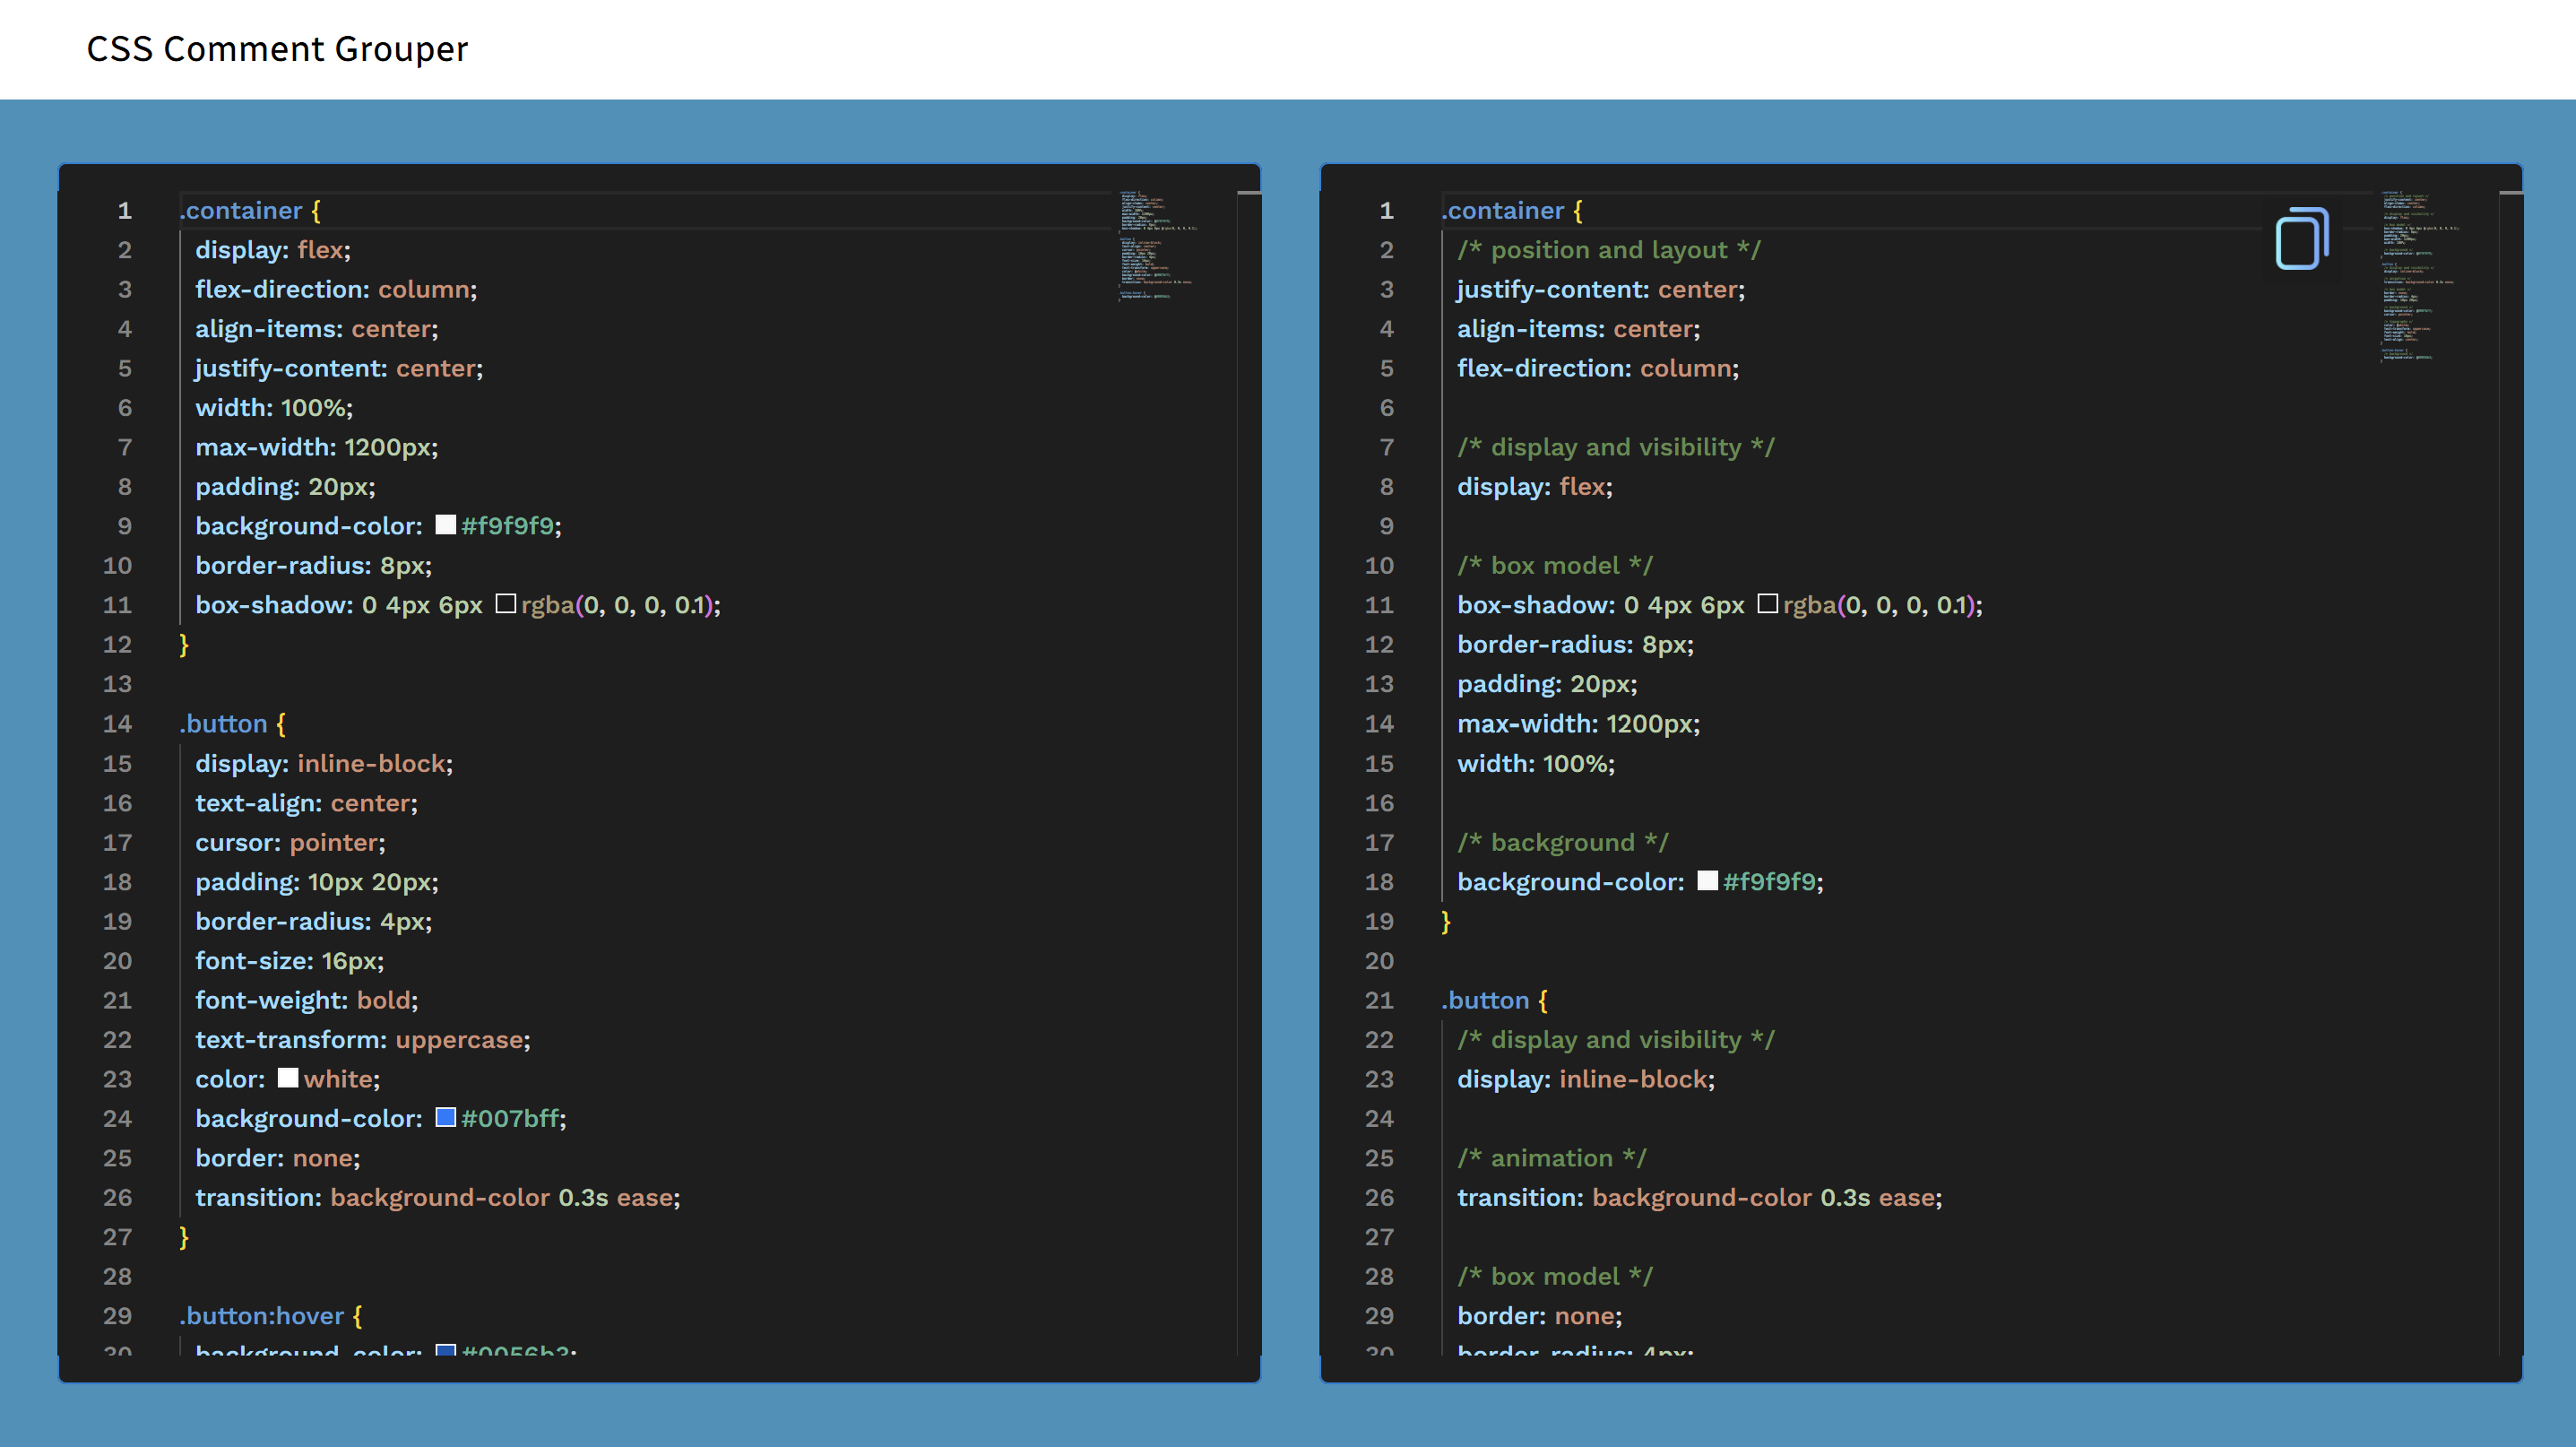 CSS Comment Grouper
1 .container {
2 display: flex;
3 flex-direction: column;
4 align-items: center;
5 justify-content: center;
6 width: 100%;
7 max-width: 1200px;
8 padding: 20px;
9 background-color: #f9f9f9;
10 border-radius: 8px;
11 box-shadow: 0 4px 6px rgba(0, 0, 0, 0.1);
12 }
13
14 .button {
15 display: inline-block;
16 text-align: center;
17 cursor: pointer;
18 padding: 10px 20px;
19 border-radius: 4px;
20 font-size: 16px;
21 font-weight: bold;
22 text-transform: uppercase;
23 color: white;
24 background-color: #007bff;
25 border: none;
26 transition: background-color 0.3s ease;
27 }
28
29 .button:hover {
30 background-color: #0056b3;
1 .container {
2 /* position and layout */
3 justify-content: center;
4 align-items: center;
5 flex-direction: column;
6
7 /* display and visibility */
8 display: flex;
9
10 /* box model */
11 box-shadow: 0 4px 6px rgba(0, 0, 0, 0.1);
12 border-radius: 8px;
13 padding: 20px;
14 max-width: 1200px;
15 width: 100%;
16
17 /* background */
18 background-color: #f9f9f9;
19 }
20
21 .button {
22 /* display and visibility */
23 display: inline-block;
24
25 /* animation */
26 transition: background-color 0.3s ease;
27
28 /* box model */
29 border: none;
30 border-radius: 4px;